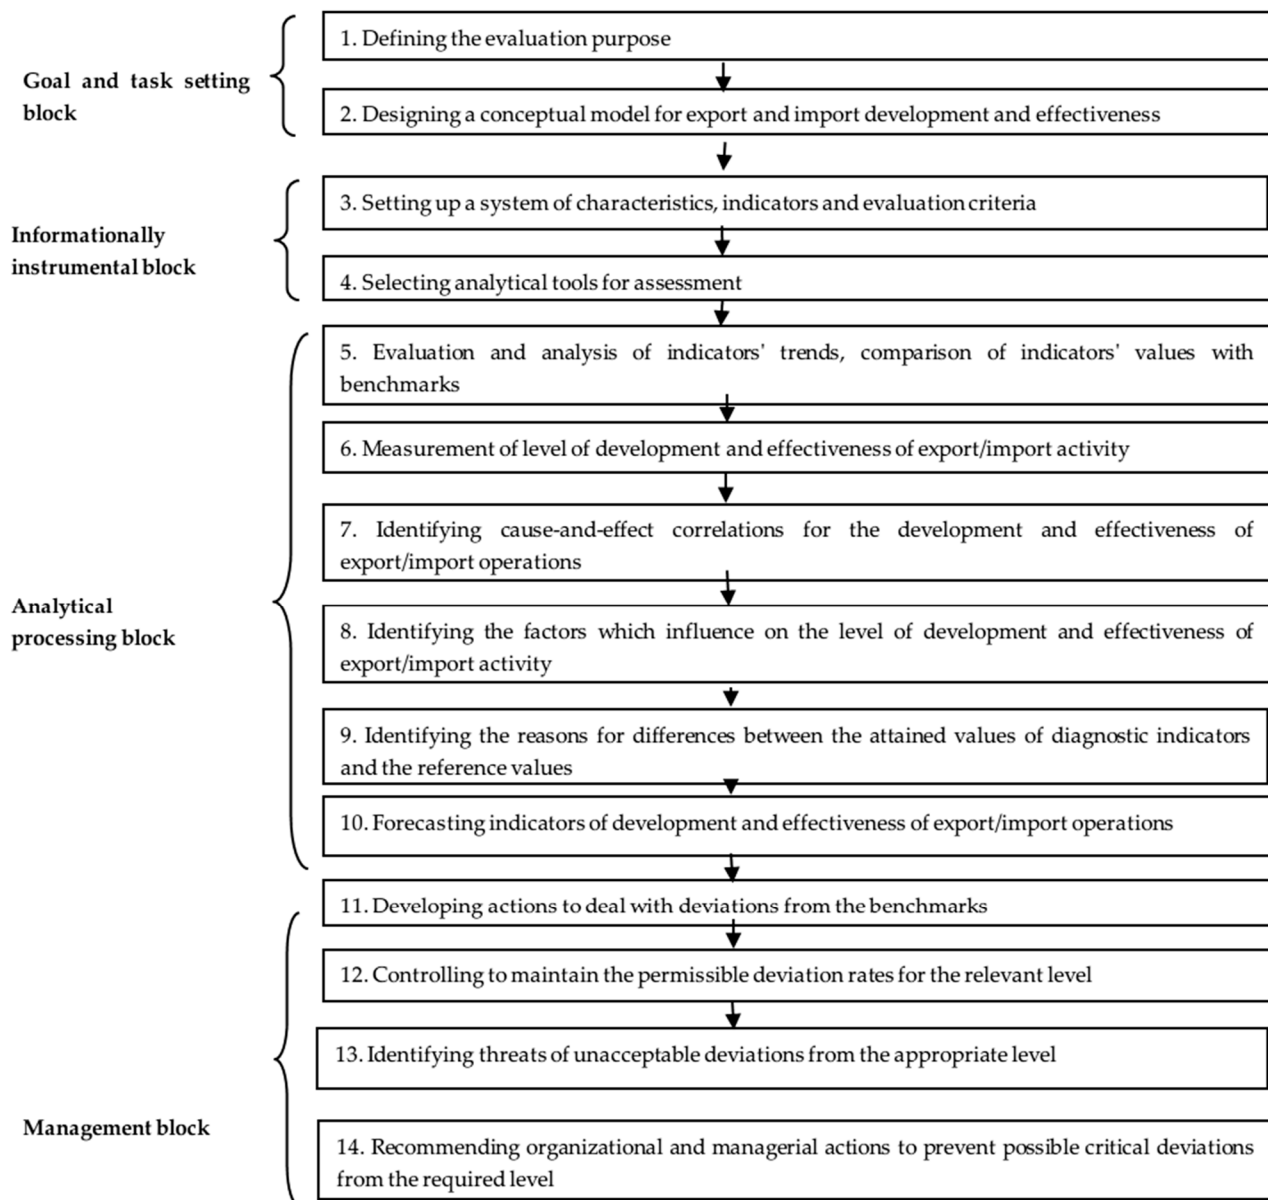 1. Defining the evaluation purpose
Goal and task setting
block
2. Designing a conceptual model for export and import development and effectiveness
3. Setting up a system of characteristics, indicators and evaluation criteria
Informationally
instrumental block
4. Selecting analytical tools for assessment
5. Evaluation and analysis of indicators' trends, comparison of indicators' values with
benchmarks
6. Measurement of level of development and effectiveness of export/import activity
7. Identifying cause-and-effect correlations for the development and effectiveness of
export/import operations
Analytical
processing block
8. Identifying the factors which influence on the level of development and effectiveness of
export/import activity
9. Identifying the reasons for differences between the attained values of diagnostic indicators
and the reference values
10. Forecasting indicators of development and effectiveness of export/import operations
11. Developing actions to deal with deviations from the benchmarks
12. Controlling to maintain the permissible deviation rates for the relevant level
13. Identifying threats of unacceptable deviations from the appropriate level
Management block
14. Recommending organizational and managerial actions to prevent possible critical deviations
from the required level